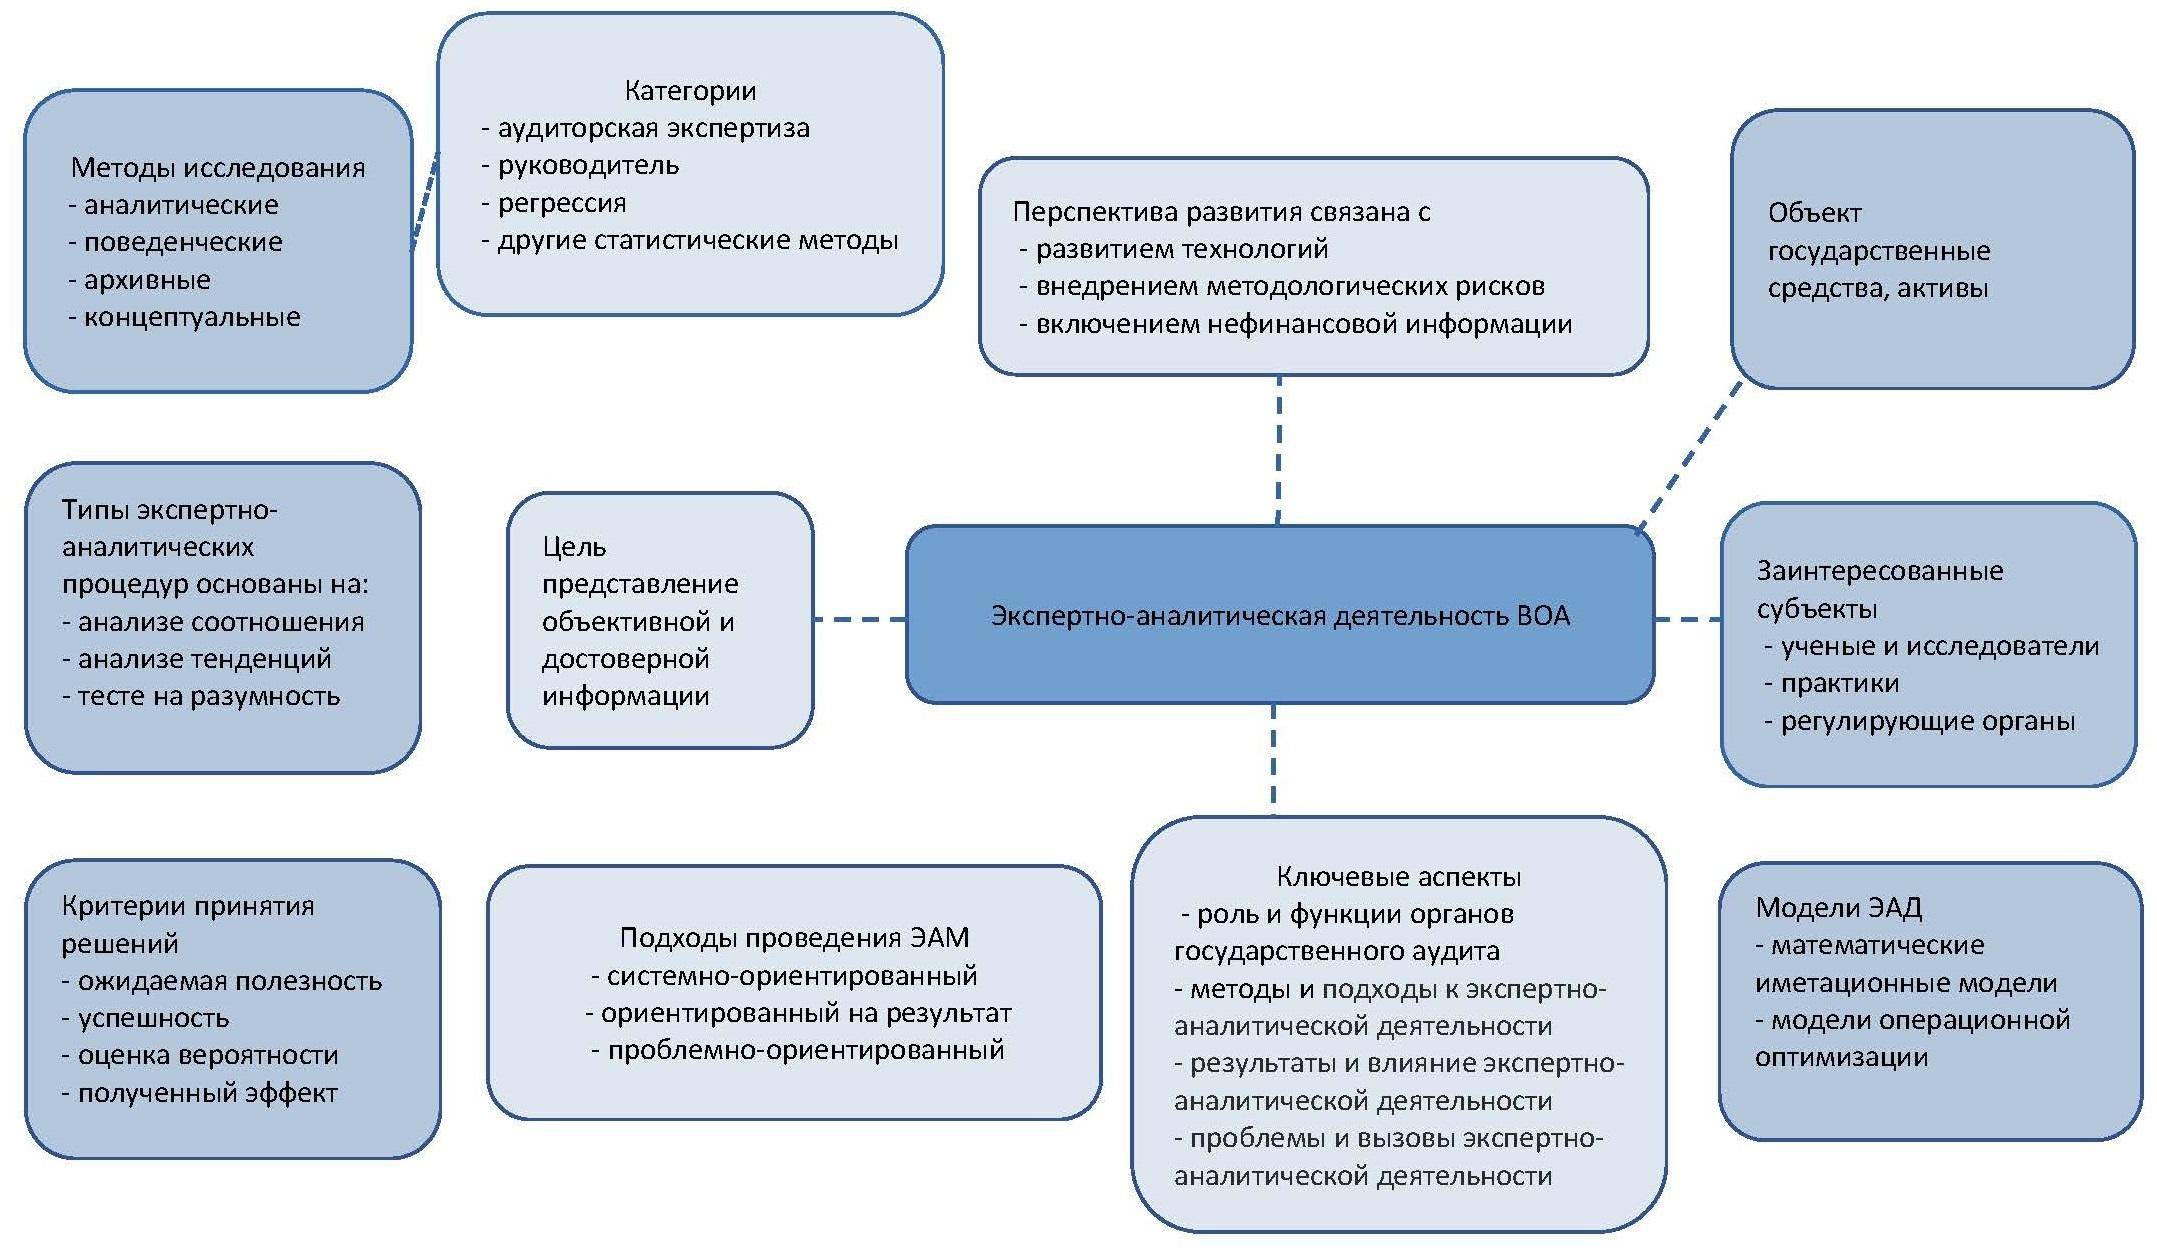 Категории
- аудиторская экспертиза
- руководитель
- регрессия
- другие статистические методы
Методы исследования
- аналитические
- поведенческие
- архивные
- концептуальные
Перспектива развития связана с
- развитием технологий
- внедрением методологических рисков
- включением нефинансовой информации
Объект
государственные
средства, активы
Типы экспертно-
аналитических
процедур основаны на:
- анализе соотношения
- анализе тенденций
- тесте на разумность
Цель
представление
объективной и
достоверной
информации
Экспертно-аналитическая деятельность ВОА
Заинтересованные
субъекты
- ученые и исследователи
- практики
- регулирующие органы
Критерии принятия
решений
- ожидаемая полезность
- успешность
- оценка вероятности
- полученный эффект
Подходы проведения ЭАМ
- системно-ориентированный
- ориентированный на результат
- проблемно-ориентированный
Ключевые аспекты
- роль и функции органов
государственного аудита
- методы и подходы к экспертно-
аналитической деятельности
- результаты и влияние экспертно-
аналитической деятельности
- проблемы и вызовы экспертно-
аналитической деятельности
Модели ЭАД
- математические
иметационные модели
- модели операционной
оптимизации